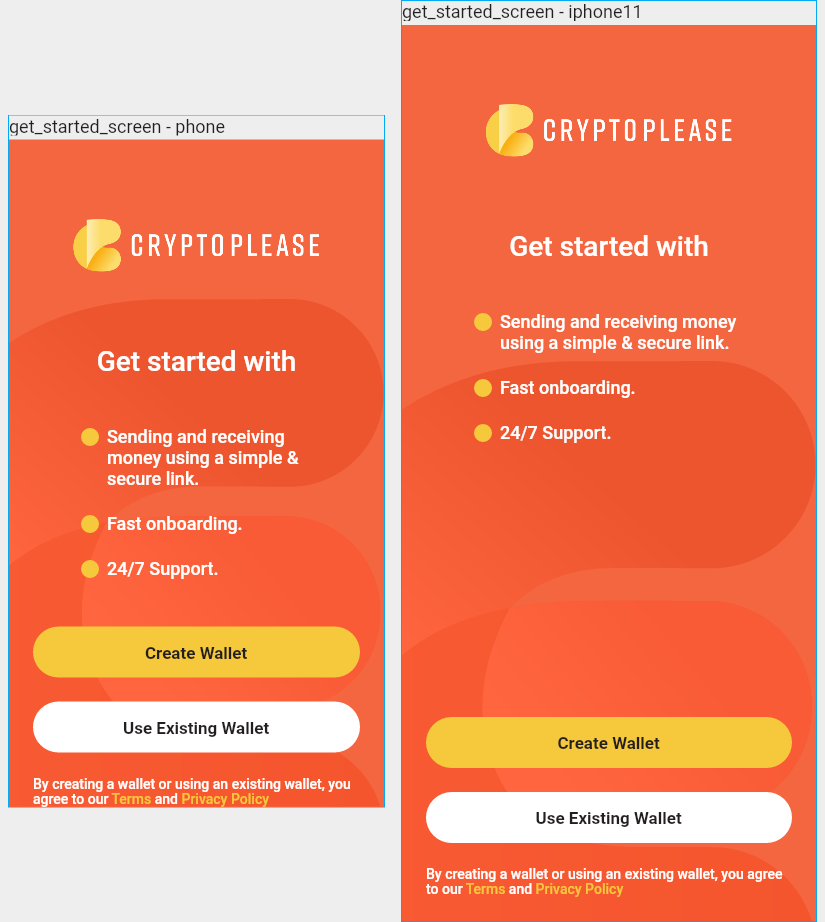 get_started_screen - phone
CRYPTOPLEASE
Get started with
Sending and receiving
money using a simple &
secure link.
Fast onboarding.
24/7 Support.
Create Wallet
Use Existing Wallet
By creating a wallet or using an existing wallet, you
agree to our Terms and Privacy Policy
get_started_screen - iphone11
CRYPTOPLEASE
Get started with
Sending and receiving money
using a simple & secure link.
Fast onboarding.
24/7 Support.
Create Wallet
Use Existing Wallet
By creating a wallet or using an existing wallet, you agree
to our Terms and Privacy Policy